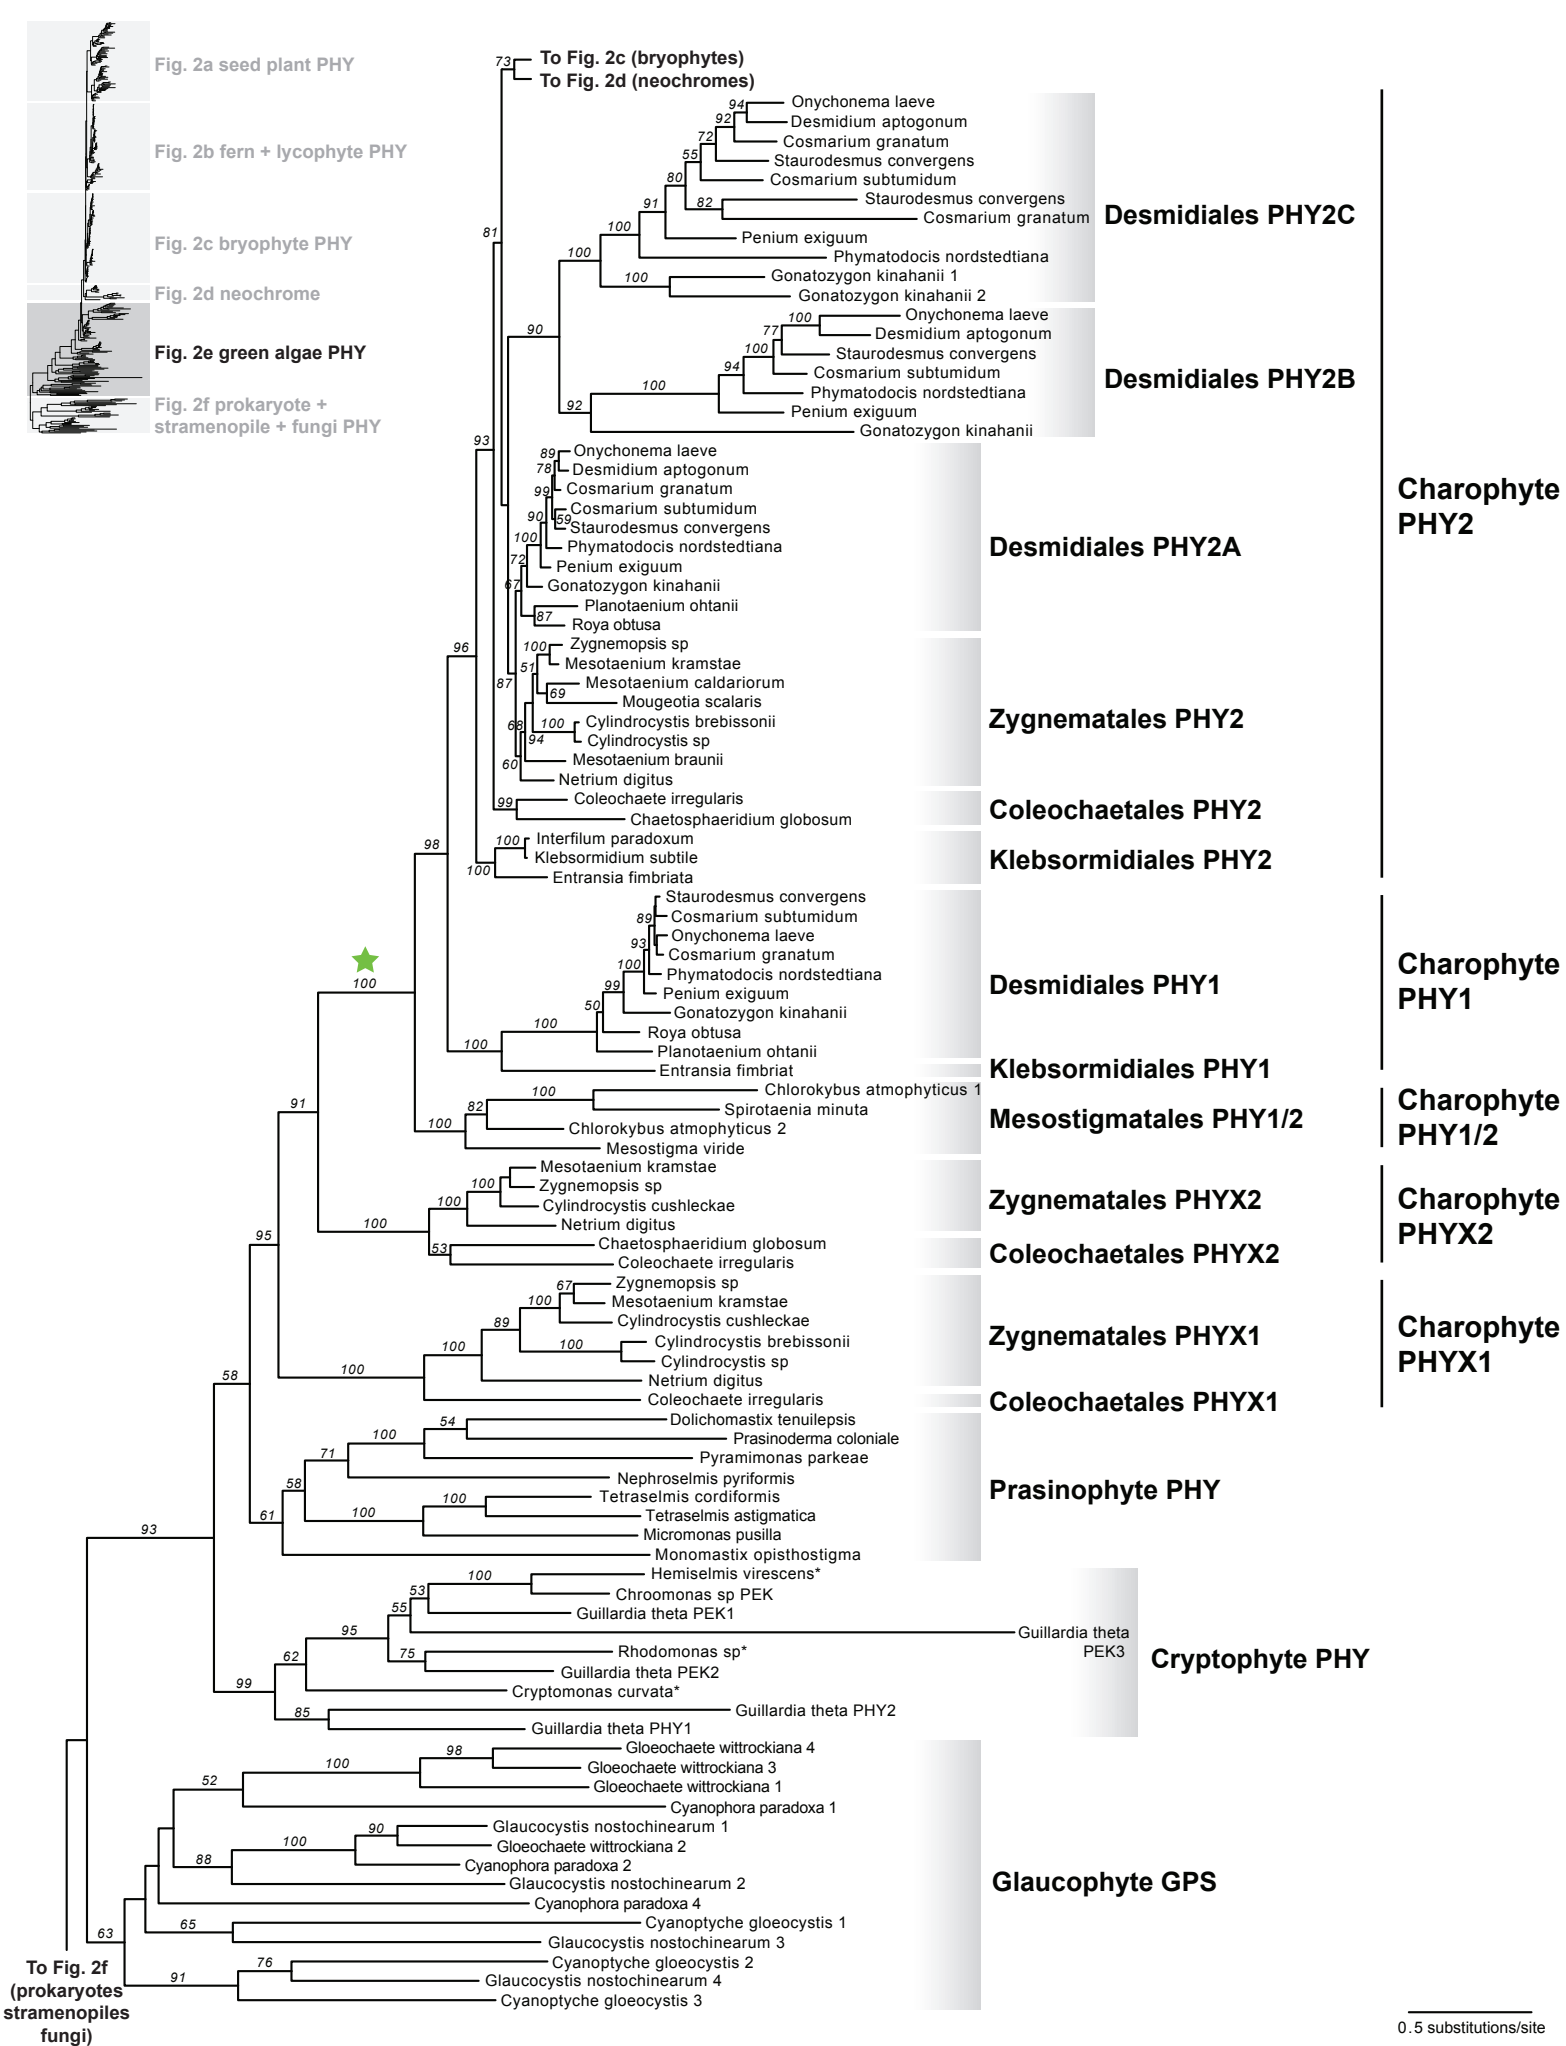 Fig. 2a seed plant PHY
Fig. 2b fern + lycophyte PHY
Fig. 2c bryophyte PHY
Fig. 2d neochrome
Fig. 2e green algae PHY
Fig. 2f prokaryote +
stramenopile + fungi PHY
73
To Fig. 2c (bryophytes)
To Fig. 2d (neochromes)
94
Onychonema laeve
92
Desmidium aptogonum
72
Cosmarium granatum
55
Staurodesmus convergens
80
Cosmarium subtumidum
91
82
Staurodesmus convergens
Cosmarium granatum
Desmidiales PHY2C
81
100
Penium exiguum
100
Phymatodocis nordstedtiana
100
Gonatozygon kinahanii 1
Gonatozygon kinahanii 2
90
100
Onychonema laeve
77
Desmidium aptogonum
100
Staurodesmus convergens
94
Cosmarium subtumidum
Desmidiales PHY2B
100
Phymatodocis nordstedtiana
92
Penium exiguum
Gonatozygon kinahanii
93
89
Onychonema laeve
78
Desmidium aptogonum
99
Cosmarium granatum
Charophyte
PHY2
90
Cosmarium subtumidum
59
Staurodesmus convergens
100
Phymatodocis nordstedtiana
Desmidiales PHY2A
72
Penium exiguum
67
Gonatozygon kinahanii
Planotaenium ohtanii
87
Roya obtusa
96
100
Zygnemopsis sp
51
Mesotaenium kramstae
87
Mesotaenium caldariorum
69
Mougeotia scalaris
68
100
Cylindrocystis brebissonii
Zygnematales PHY2
94
Cylindrocystis sp
60
Mesotaenium braunii
Netrium digitus
99
Coleochaete irregularis
Coleochaetales PHY2
Chaetosphaeridium globosum
98
100
Interfilum paradoxum
Klebsormidium subtile
Klebsormidiales PHY2
100
Entransia fimbriata
Staurodesmus convergens
89
Cosmarium subtumidum
93
Onychonema laeve
Cosmarium granatum
100
Phymatodocis nordstedtiana
Desmidiales PHY1
Charophyte
PHY1
100
99
Penium exiguum
50
Gonatozygon kinahanii
100
Roya obtusa
100
Planotaenium ohtanii
Entransia fimbriat
Klebsormidiales PHY1
91
100
Chlorokybus atmophyticus 1
82
Spirotaenia minuta
Mesostigmatales PHY1/2
Charophyte
PHY1/2
100
Chlorokybus atmophyticus 2
Mesostigma viride
Mesotaenium kramstae
100
Zygnemopsis sp
100
Cylindrocystis cushleckae
Zygnematales PHYX2
Charophyte
PHYX2
100
Netrium digitus
95
53
Chaetosphaeridium globosum
Coleochaetales PHYX2
Coleochaete irregularis
67
Zygnemopsis sp
100
Mesotaenium kramstae
89
Cylindrocystis cushleckae
Zygnematales PHYX1
Charophyte
PHYX1
100
100
Cylindrocystis brebissonii
Cylindrocystis sp
100
Netrium digitus
58
Coleochaete irregularis
Coleochaetales PHYX1
54
Dolichomastix tenuilepsis
100
Prasinoderma coloniale
71
Pyramimonas parkeae
58
Nephroselmis pyriformis
Prasinophyte PHY
100
Tetraselmis cordiformis
61
100
Tetraselmis astigmatica
93
Micromonas pusilla
Monomastix opisthostigma
100
Hemiselmis virescens*
53
Chroomonas sp PEK
55
Guillardia theta PEK1
95
Guillardia theta
PEK3
62
75
Rhodomonas sp*
Cryptophyte PHY
Guillardia theta PEK2
99
Cryptomonas curvata*
85
Guillardia theta PHY2
Guillardia theta PHY1
98
Gloeochaete wittrockiana 4
100
Gloeochaete wittrockiana 3
52
Gloeochaete wittrockiana 1
Cyanophora paradoxa 1
90
Glaucocystis nostochinearum 1
100
Gloeochaete wittrockiana 2
88
Cyanophora paradoxa 2
Glaucocystis nostochinearum 2
Glaucophyte GPS
Cyanophora paradoxa 4
65
Cyanoptyche gloeocystis 1
63
Glaucocystis nostochinearum 3
76
Cyanoptyche gloeocystis 2
91
Glaucocystis nostochinearum 4
Cyanoptyche gloeocystis 3
To Fig. 2f
(prokaryotes
stramenopiles
fungi)
0.5 substitutions/site